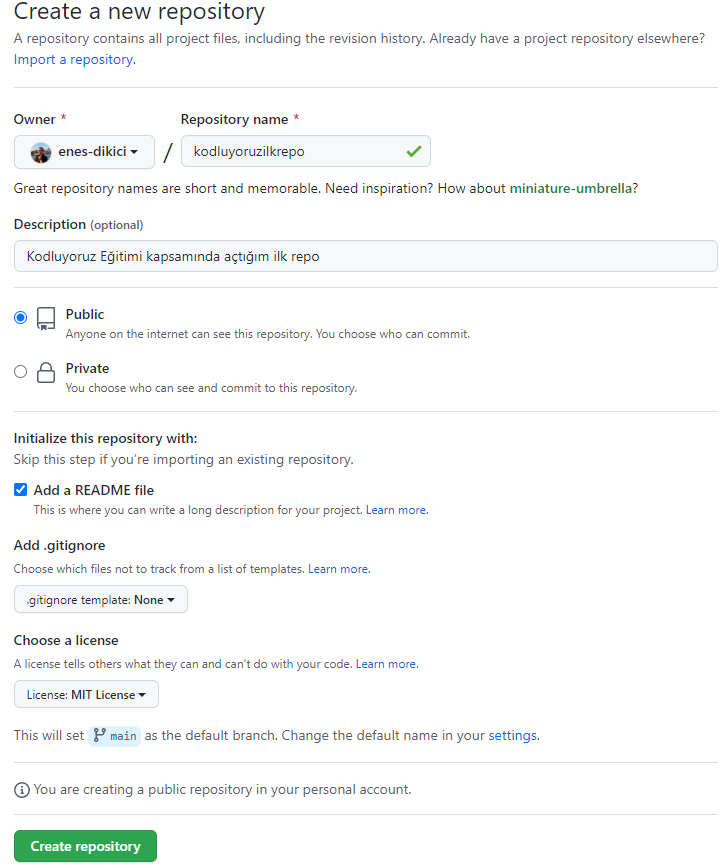 Create a new repository
A repository contains all project files, including the revision history. Already have a project repository elsewhere?
Import a repository.
Owner *
Repository name *
enes-dikici
/
kodluyoruzilkrepo
Great repository names are short and memorable. Need inspiration? How about miniature-umbrella?
Description (optional)
Kodluyoruz Eğitimi kapsamında açtığım ilk repo
Public
Anyone on the internet can see this repository. You choose who can commit.
Private
You choose who can see and commit to this repository.
Initialize this repository with:
Skip this step if you're importing an existing repository.
Add a README file
This is where you can write a long description for your project. Learn more.
Add .gitignore
Choose which files not to track from a list of templates. Learn more.
.gitignore template: None
Choose a license
A license tells others what they can and can't do with your code. Learn more.
License: MIT License
This will set main as the default branch. Change the default name in your settings.
You are creating a public repository in your personal account.
Create repository